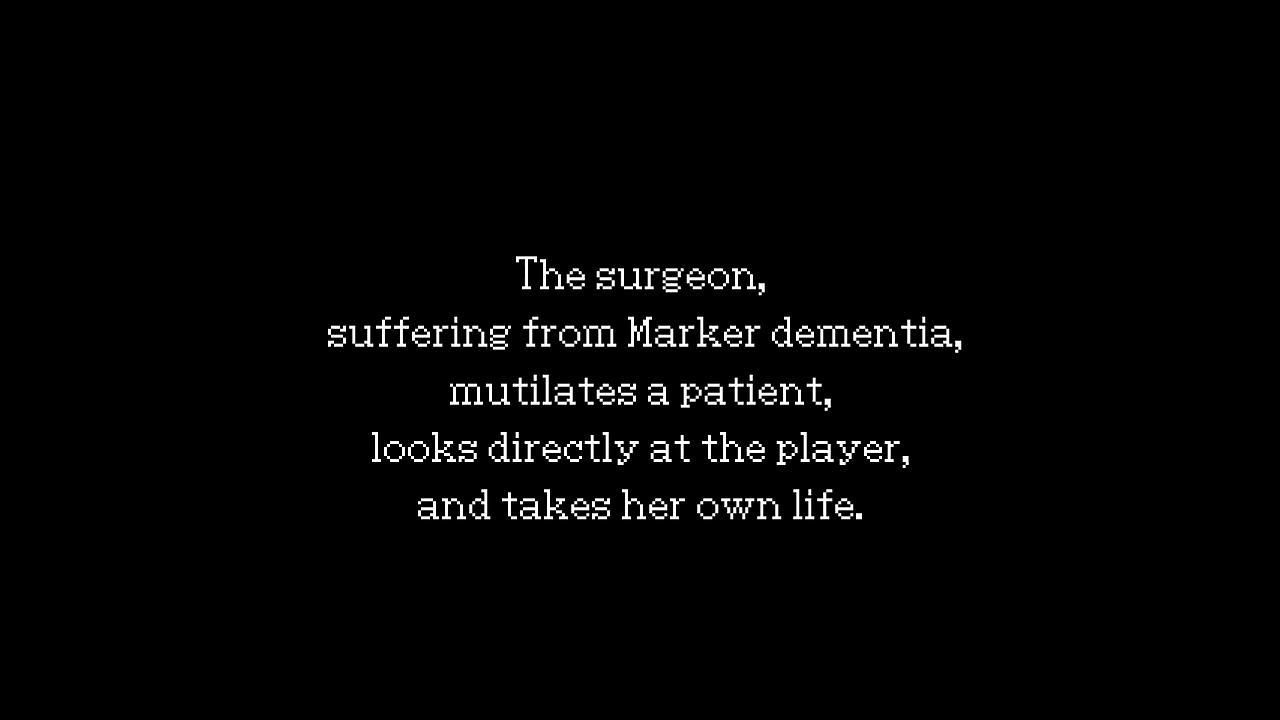 The surgeon,
suffering from Marker dementia,
mutilates a patient,
looks directly at the player,
and takes her own life.